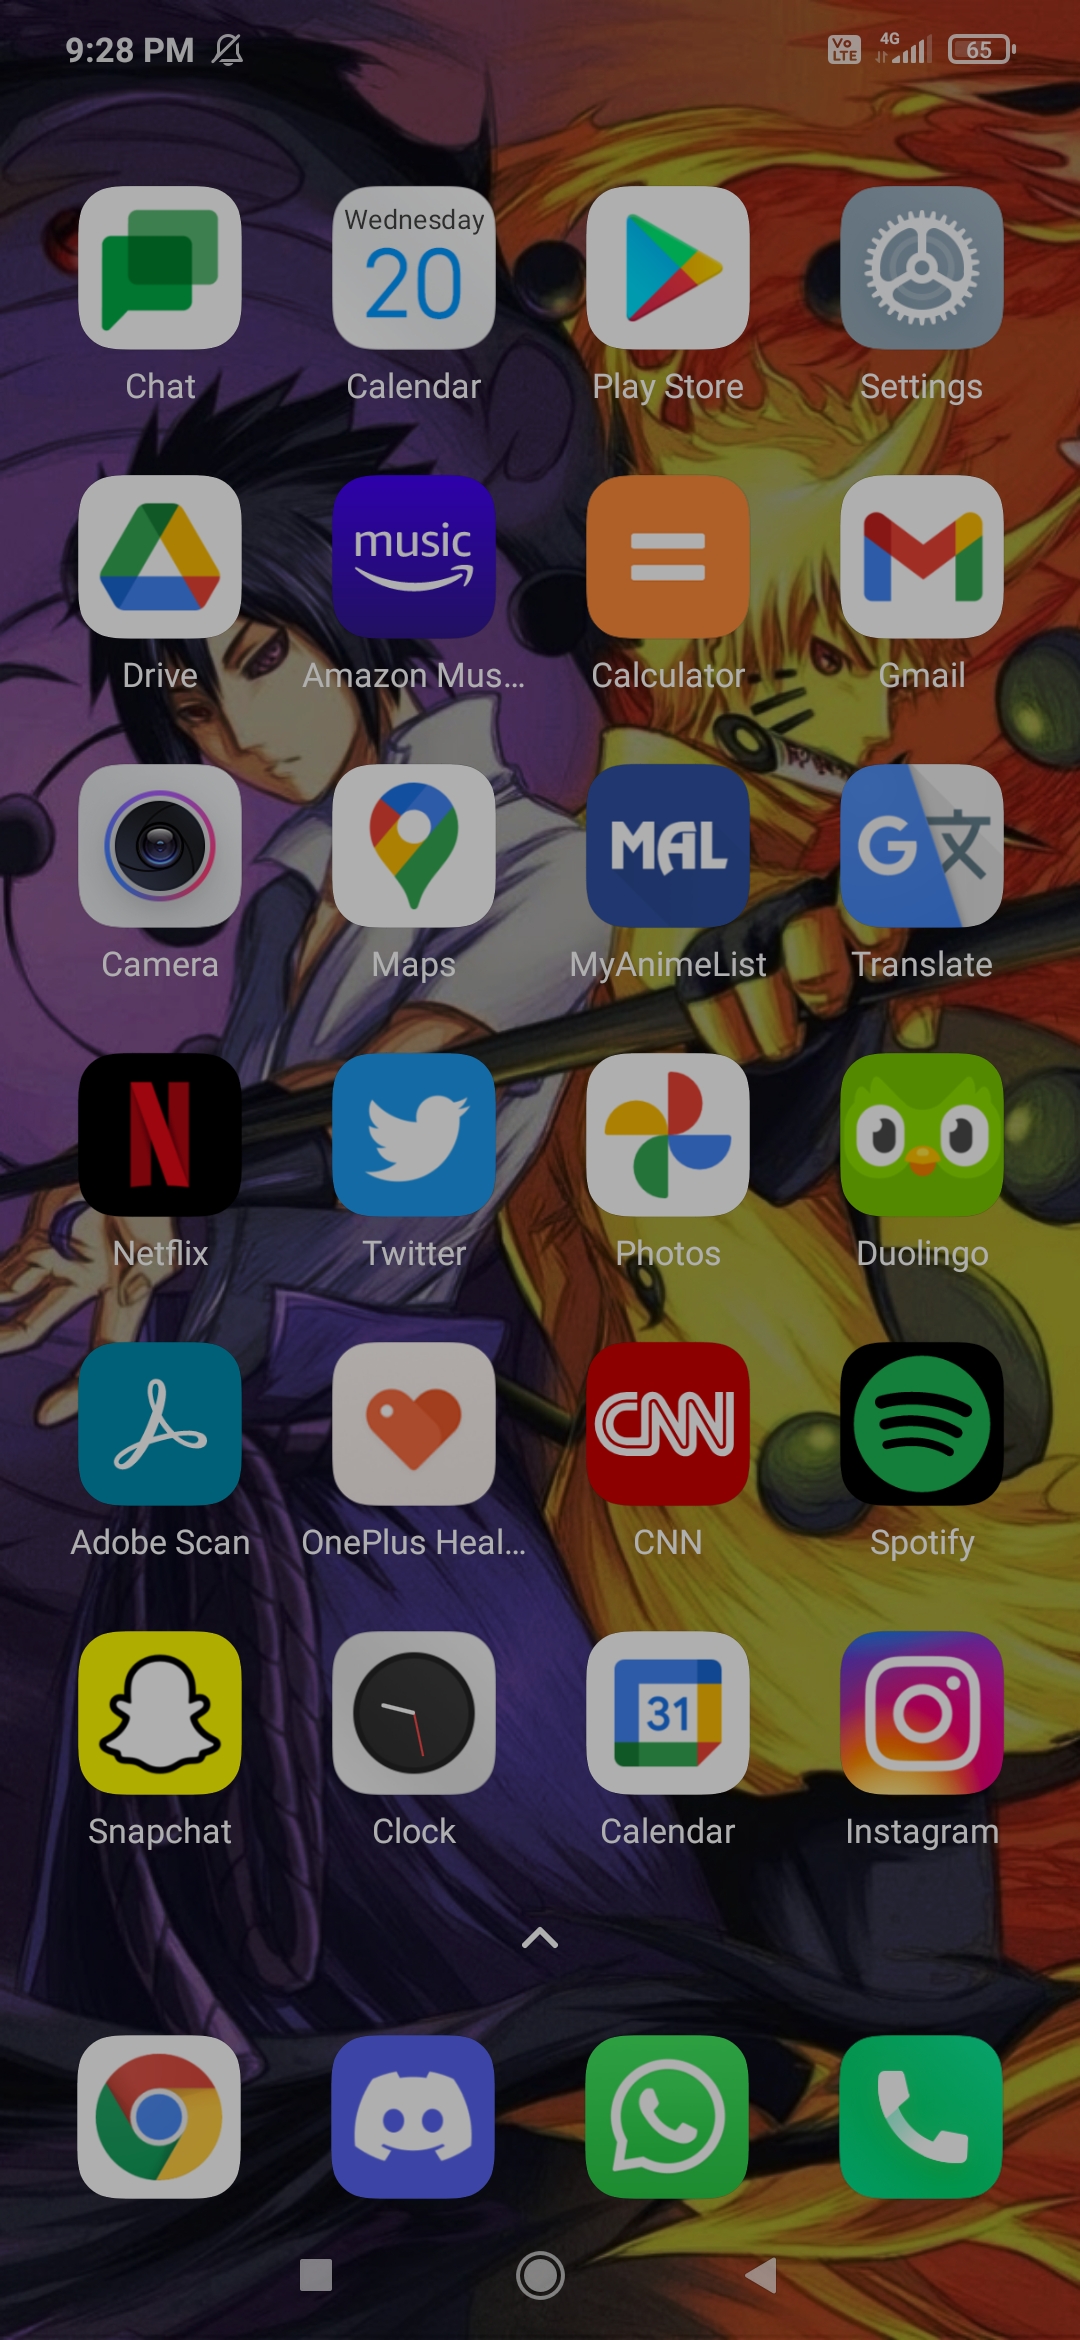 9:28 PM Vo LTE 4G 65
Wednesday
20
Chat Calendar Play Store Settings
music
Drive Amazon Mus... Calculator Gmail
MAL G 文
Camera Maps MyAnimeList Translate
N
Netflix Twitter Photos Duolingo
CNN
Adobe Scan OnePlus Heal... CNN Spotify
31
Snapchat Clock Calendar Instagram